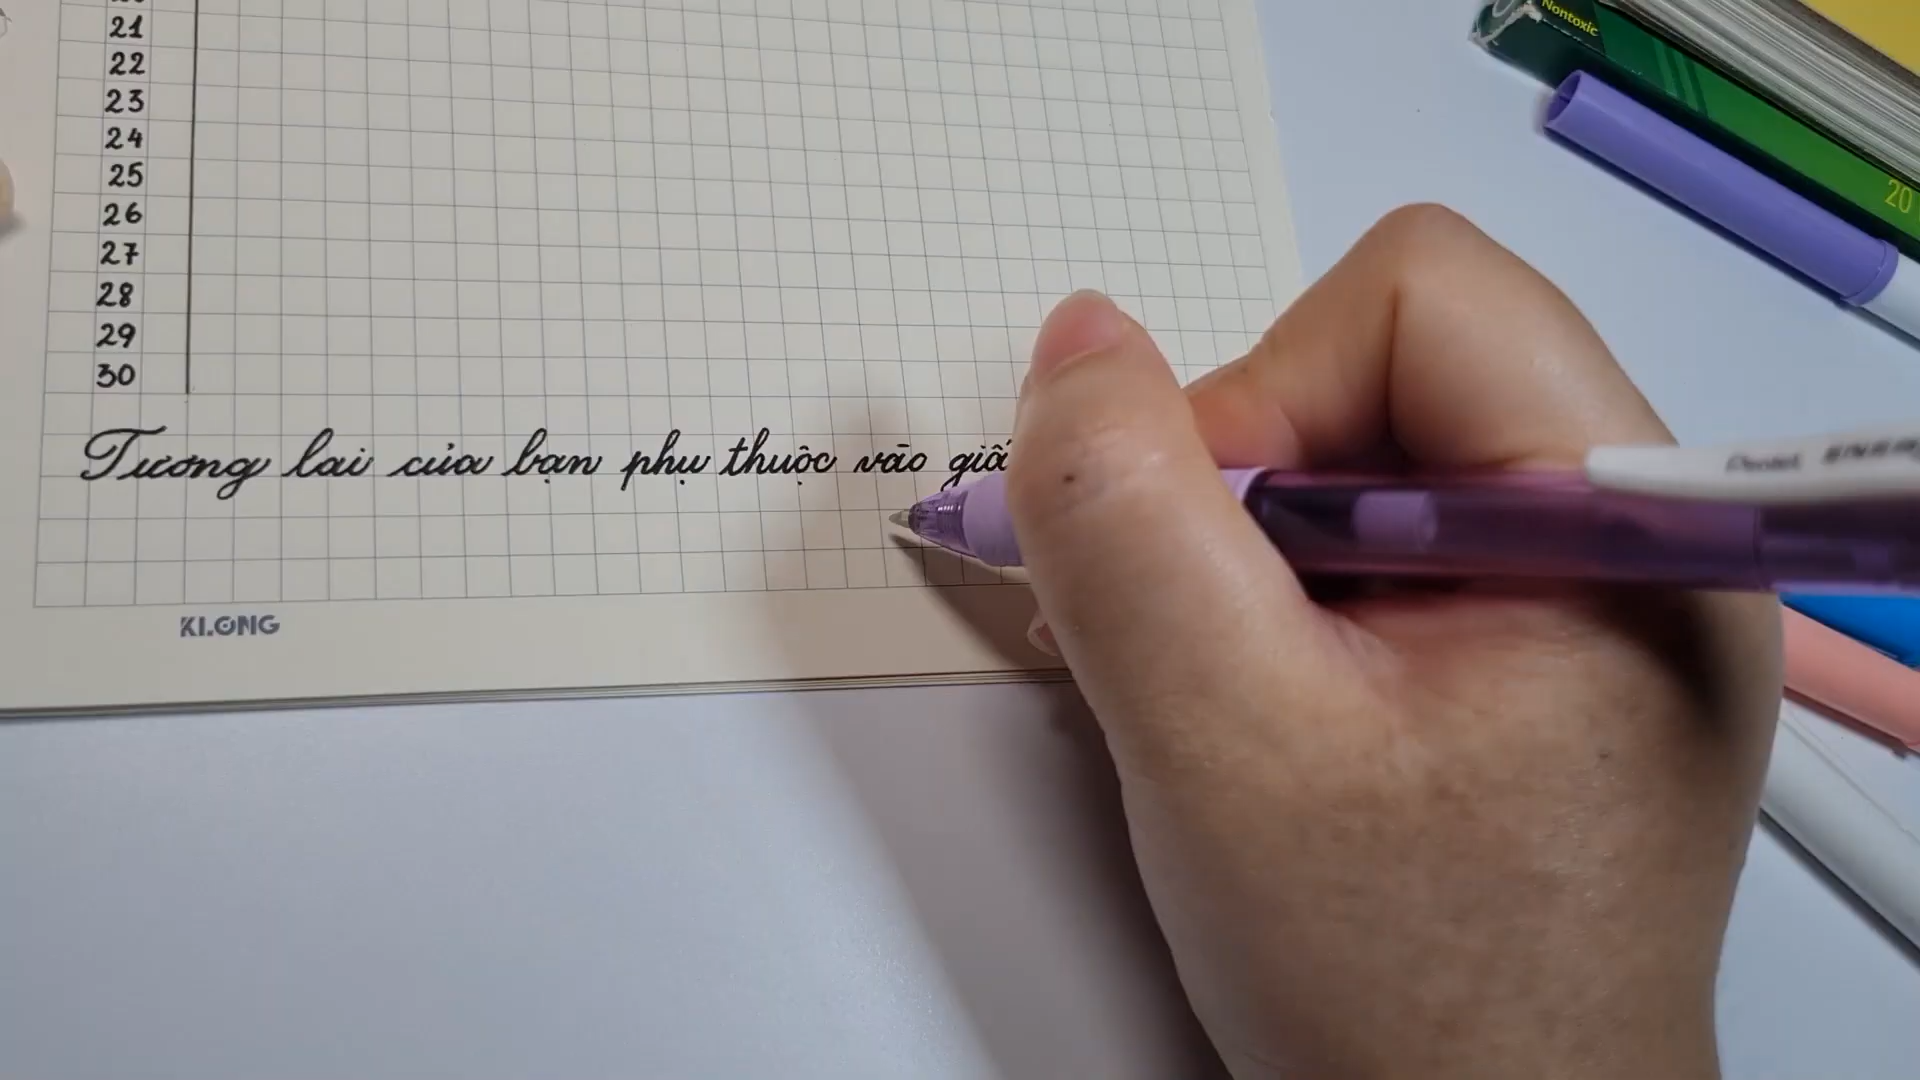 21
22
23
24
25
26
27
28
29
30
Tương lai của bạn phụ thuộc vào giấ
KLONG
Nontoxic
20
Pentel